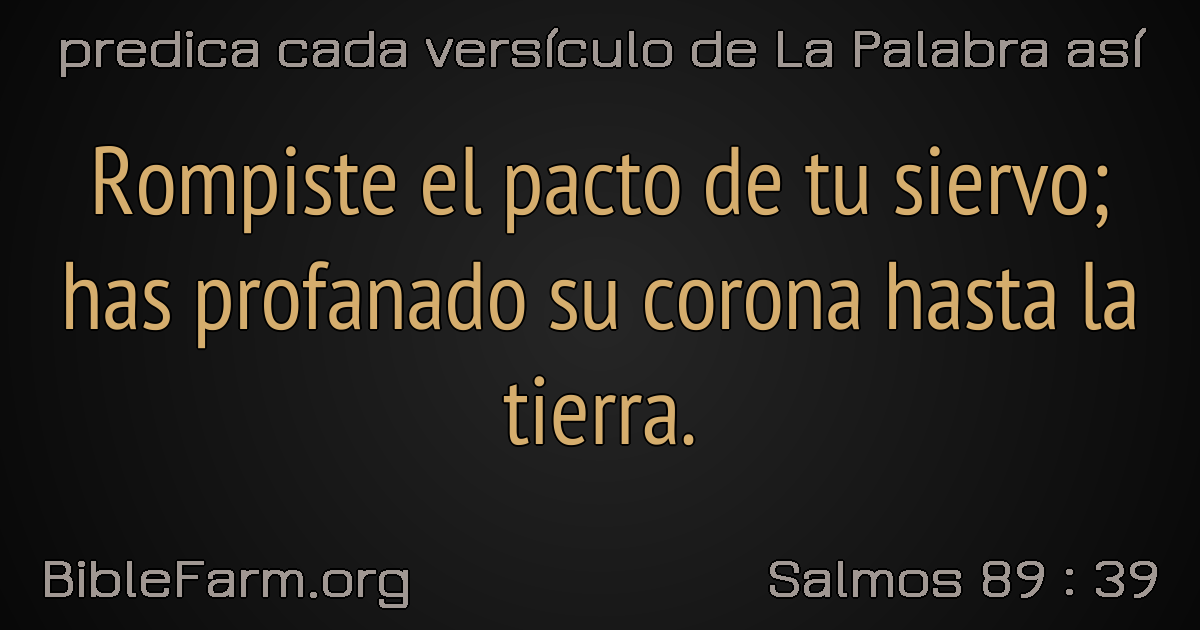 predica cada versículo de La Palabra así
Rompiste el pacto de tu siervo;
has profanado su corona hasta la
tierra.
BibleFarm.org
Salmos 89 : 39